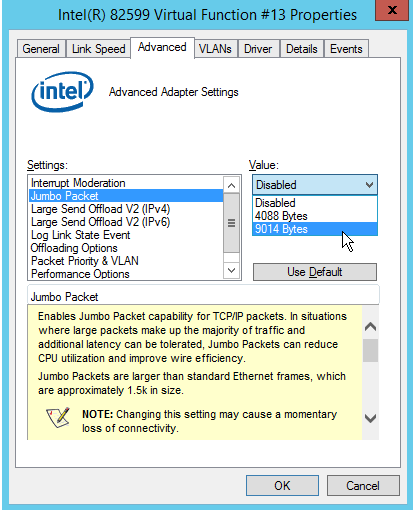 Intel(R) 82599 Virtual Function #13 Properties
x
General
Link Speed
Advanced
VLANs
Driver
Details
Events
intel
Advanced Adapter Settings
Settings:
Interrupt Moderation
Jumbo Packet
Large Send Offload V2 (IPv4)
Large Send Offload V2 (IPv6)
Log Link State Event
Offloading Options
Packet Priority & VLAN
Performance Options
Value:
Disabled
Disabled
4088 Bytes
9014 Bytes
Use Default
Jumbo Packet
Enables Jumbo Packet capability for TCP/IP packets. In situations
where large packets make up the majority of traffic and
additional latency can be tolerated, Jumbo Packets can reduce
CPU utilization and improve wire efficiency.
Jumbo Packets are larger than standard Ethernet frames, which
are approximately 1.5k in size.
NOTE: Changing this setting may cause a momentary
loss of connectivity.
OK
Cancel